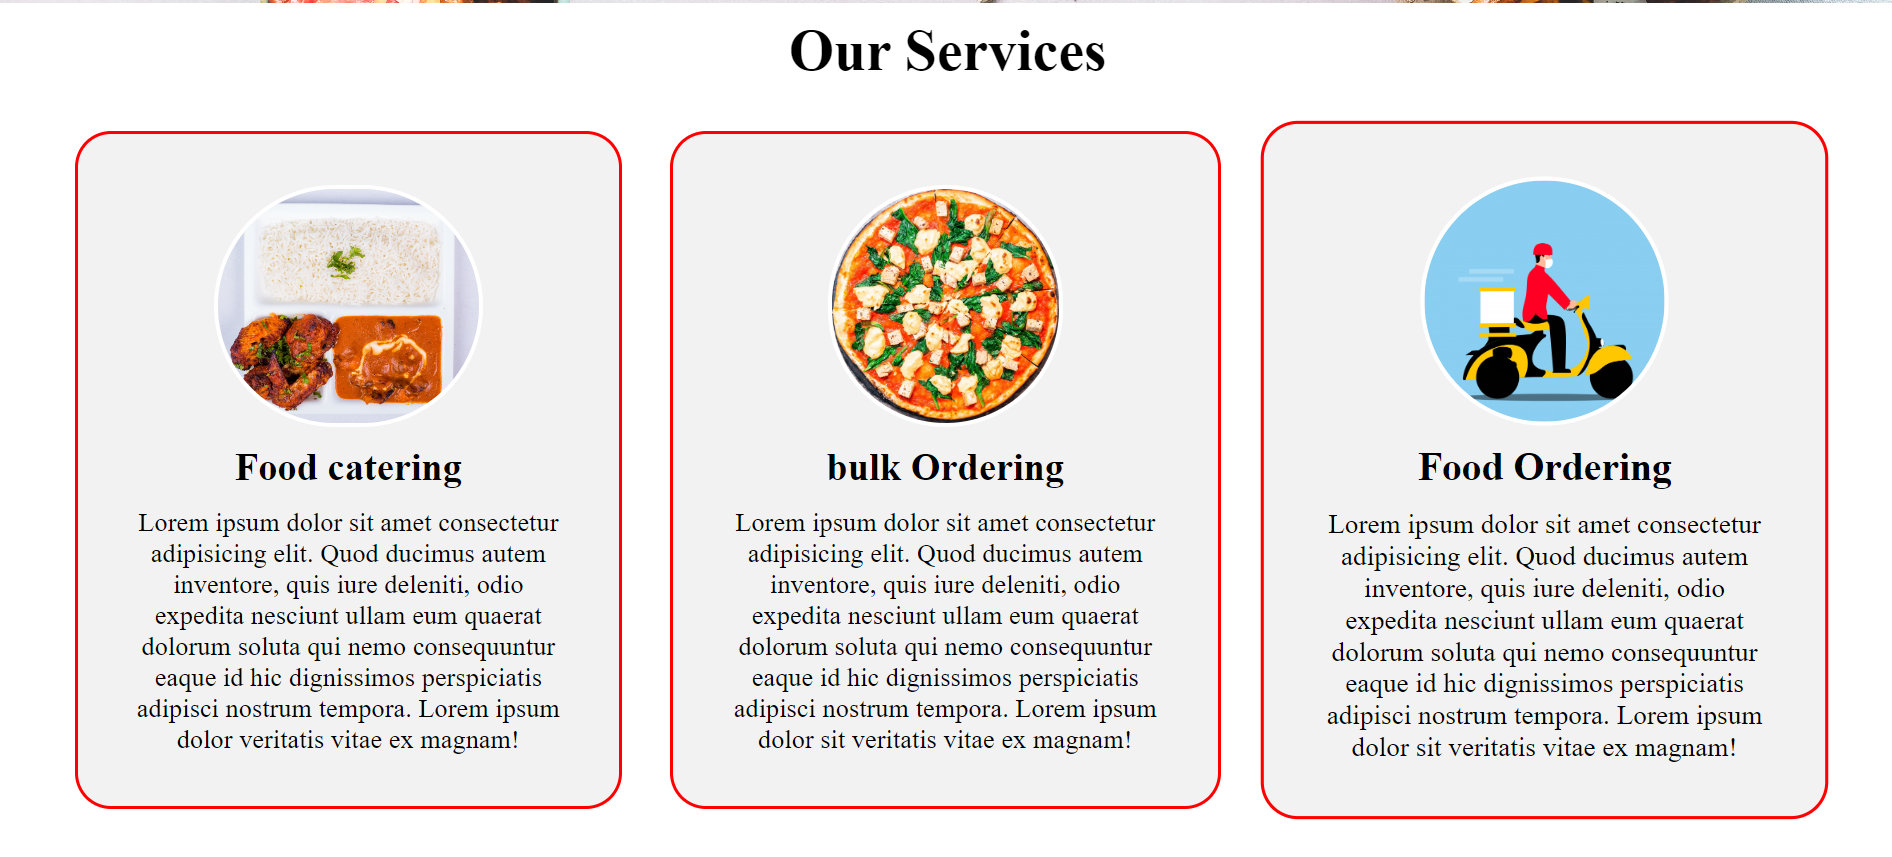 Our Services
Food catering
Lorem ipsum dolor sit amet consectetur
adipisicing elit. Quod ducimus autem
inventore, quis iure deleniti, odio
expedita nesciunt ullam eum quaerat
dolorum soluta qui nemo consequuntur
eaque id hic dignissimos perspiciatis
adipisci nostrum tempora. Lorem ipsum
dolor veritatis vitae ex magnam!
bulk Ordering
Lorem ipsum dolor sit amet consectetur
adipisicing elit. Quod ducimus autem
inventore, quis iure deleniti, odio
expedita nesciunt ullam eum quaerat
dolorum soluta qui nemo consequuntur
eaque id hic dignissimos perspiciatis
adipisci nostrum tempora. Lorem ipsum
dolor sit veritatis vitae ex magnam!
Food Ordering
Lorem ipsum dolor sit amet consectetur
adipisicing elit. Quod ducimus autem
inventore, quis iure deleniti, odio
expedita nesciunt ullam eum quaerat
dolorum soluta qui nemo consequuntur
eaque id hic dignissimos perspiciatis
adipisci nostrum tempora. Lorem ipsum
dolor sit veritatis vitae ex magnam!